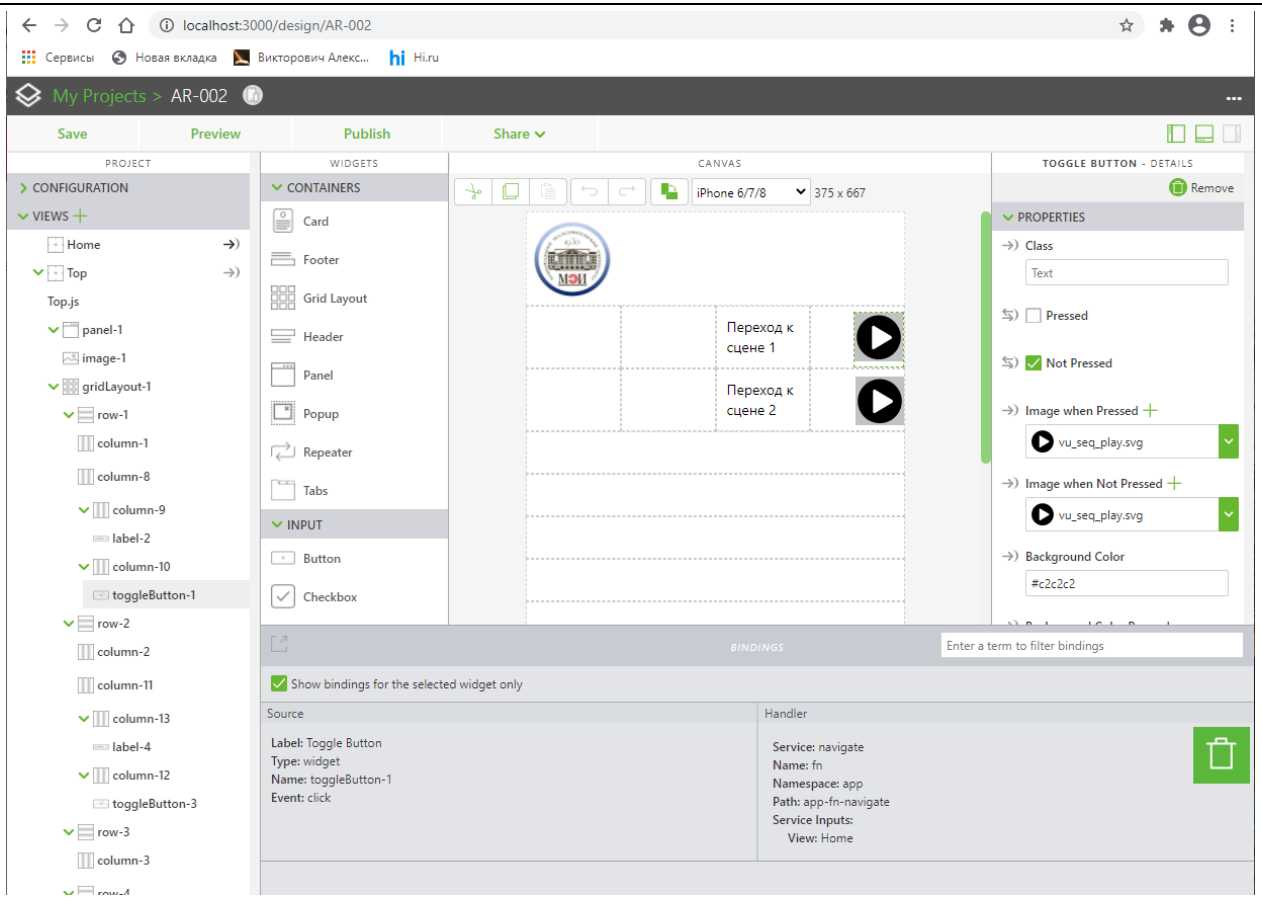 localhost:3000/design/AR-002
Сервисы Новая вкладка Викторович Алекс... hi Hi.ru
My Projects > AR-002
Save Preview Publish Share
PROJECT
CONFIGURATION
VIEWS
Home
Top
Top.js
panel-1
image-1
gridLayout-1
row-1
column-1
column-8
column-9
label-2
column-10
toggleButton-1
row-2
column-2
column-11
column-13
label-4
column-12
toggleButton-3
row-3
column-3
row-4
WIDGETS
CONTAINERS
Card
Footer
Grid Layout
Header
Panel
Popup
Repeater
Tabs
INPUT
Button
Checkbox
CANVAS
iPhone 6/7/8 375 x 667
1930
МЭИ
Переход к
сцене 1
Переход к
сцене 2
TOGGLE BUTTON - DETAILS
Remove
PROPERTIES
Class
Text
Pressed
Not Pressed
Image when Pressed
vu_seq_play.svg
Image when Not Pressed
vu_seq_play.svg
Background Color
#c2c2c2
BINDINGS
Enter a term to filter bindings
Show bindings for the selected widget only
Source
Label: Toggle Button
Type: widget
Name: toggleButton-1
Event: click
Handler
Service: navigate
Name: fn
Namespace: app
Path: app-fn-navigate
Service Inputs:
View: Home